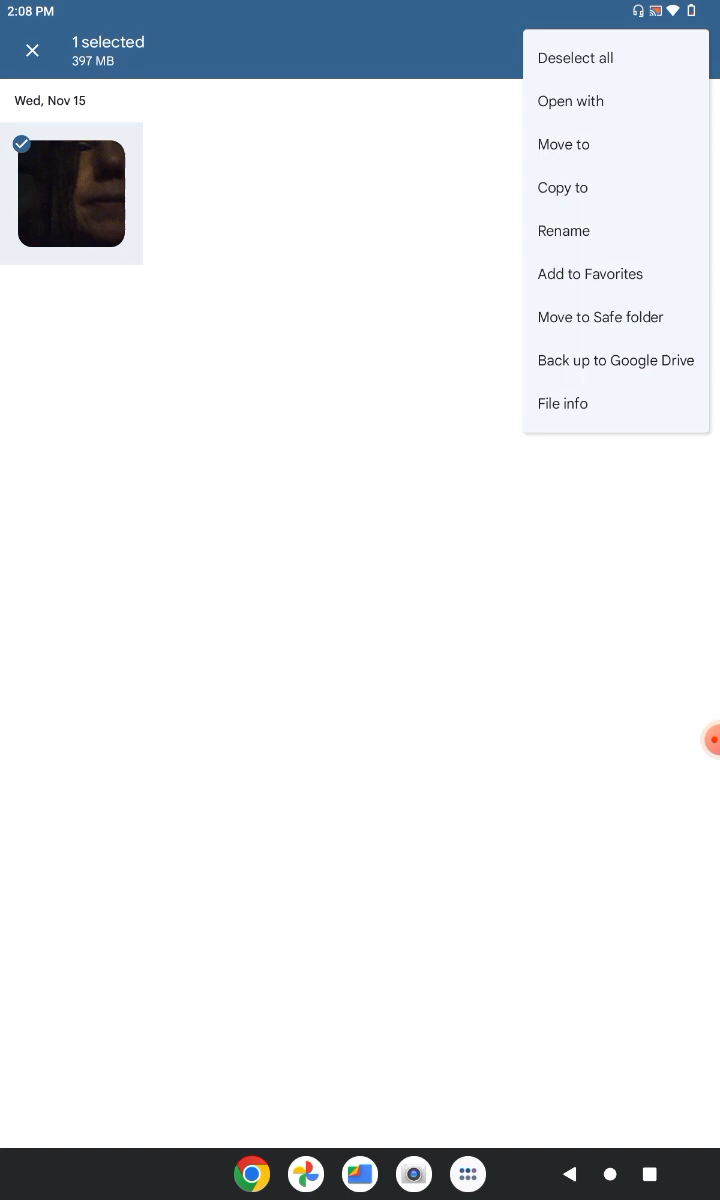 2:08 PM
1 selected
397 MB
Wed, Nov 15
Deselect all
Open with
Move to
Copy to
Rename
Add to Favorites
Move to Safe folder
Back up to Google Drive
File info